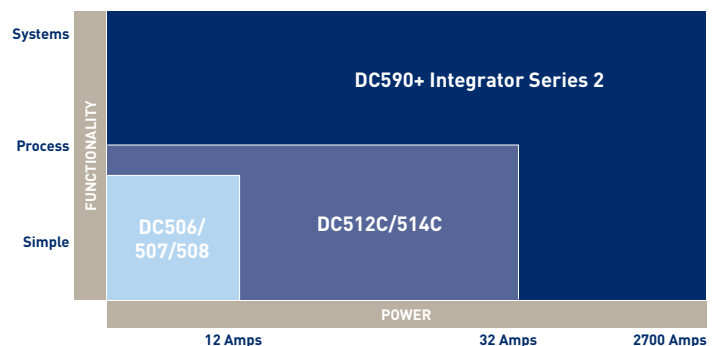 Systems
DC590+ Integrator Series 2
FUNCTIONALITY
Process
DC506/
507/508
DC512C/514C
Simple
POWER
12 Amps
32 Amps
2700 Amps